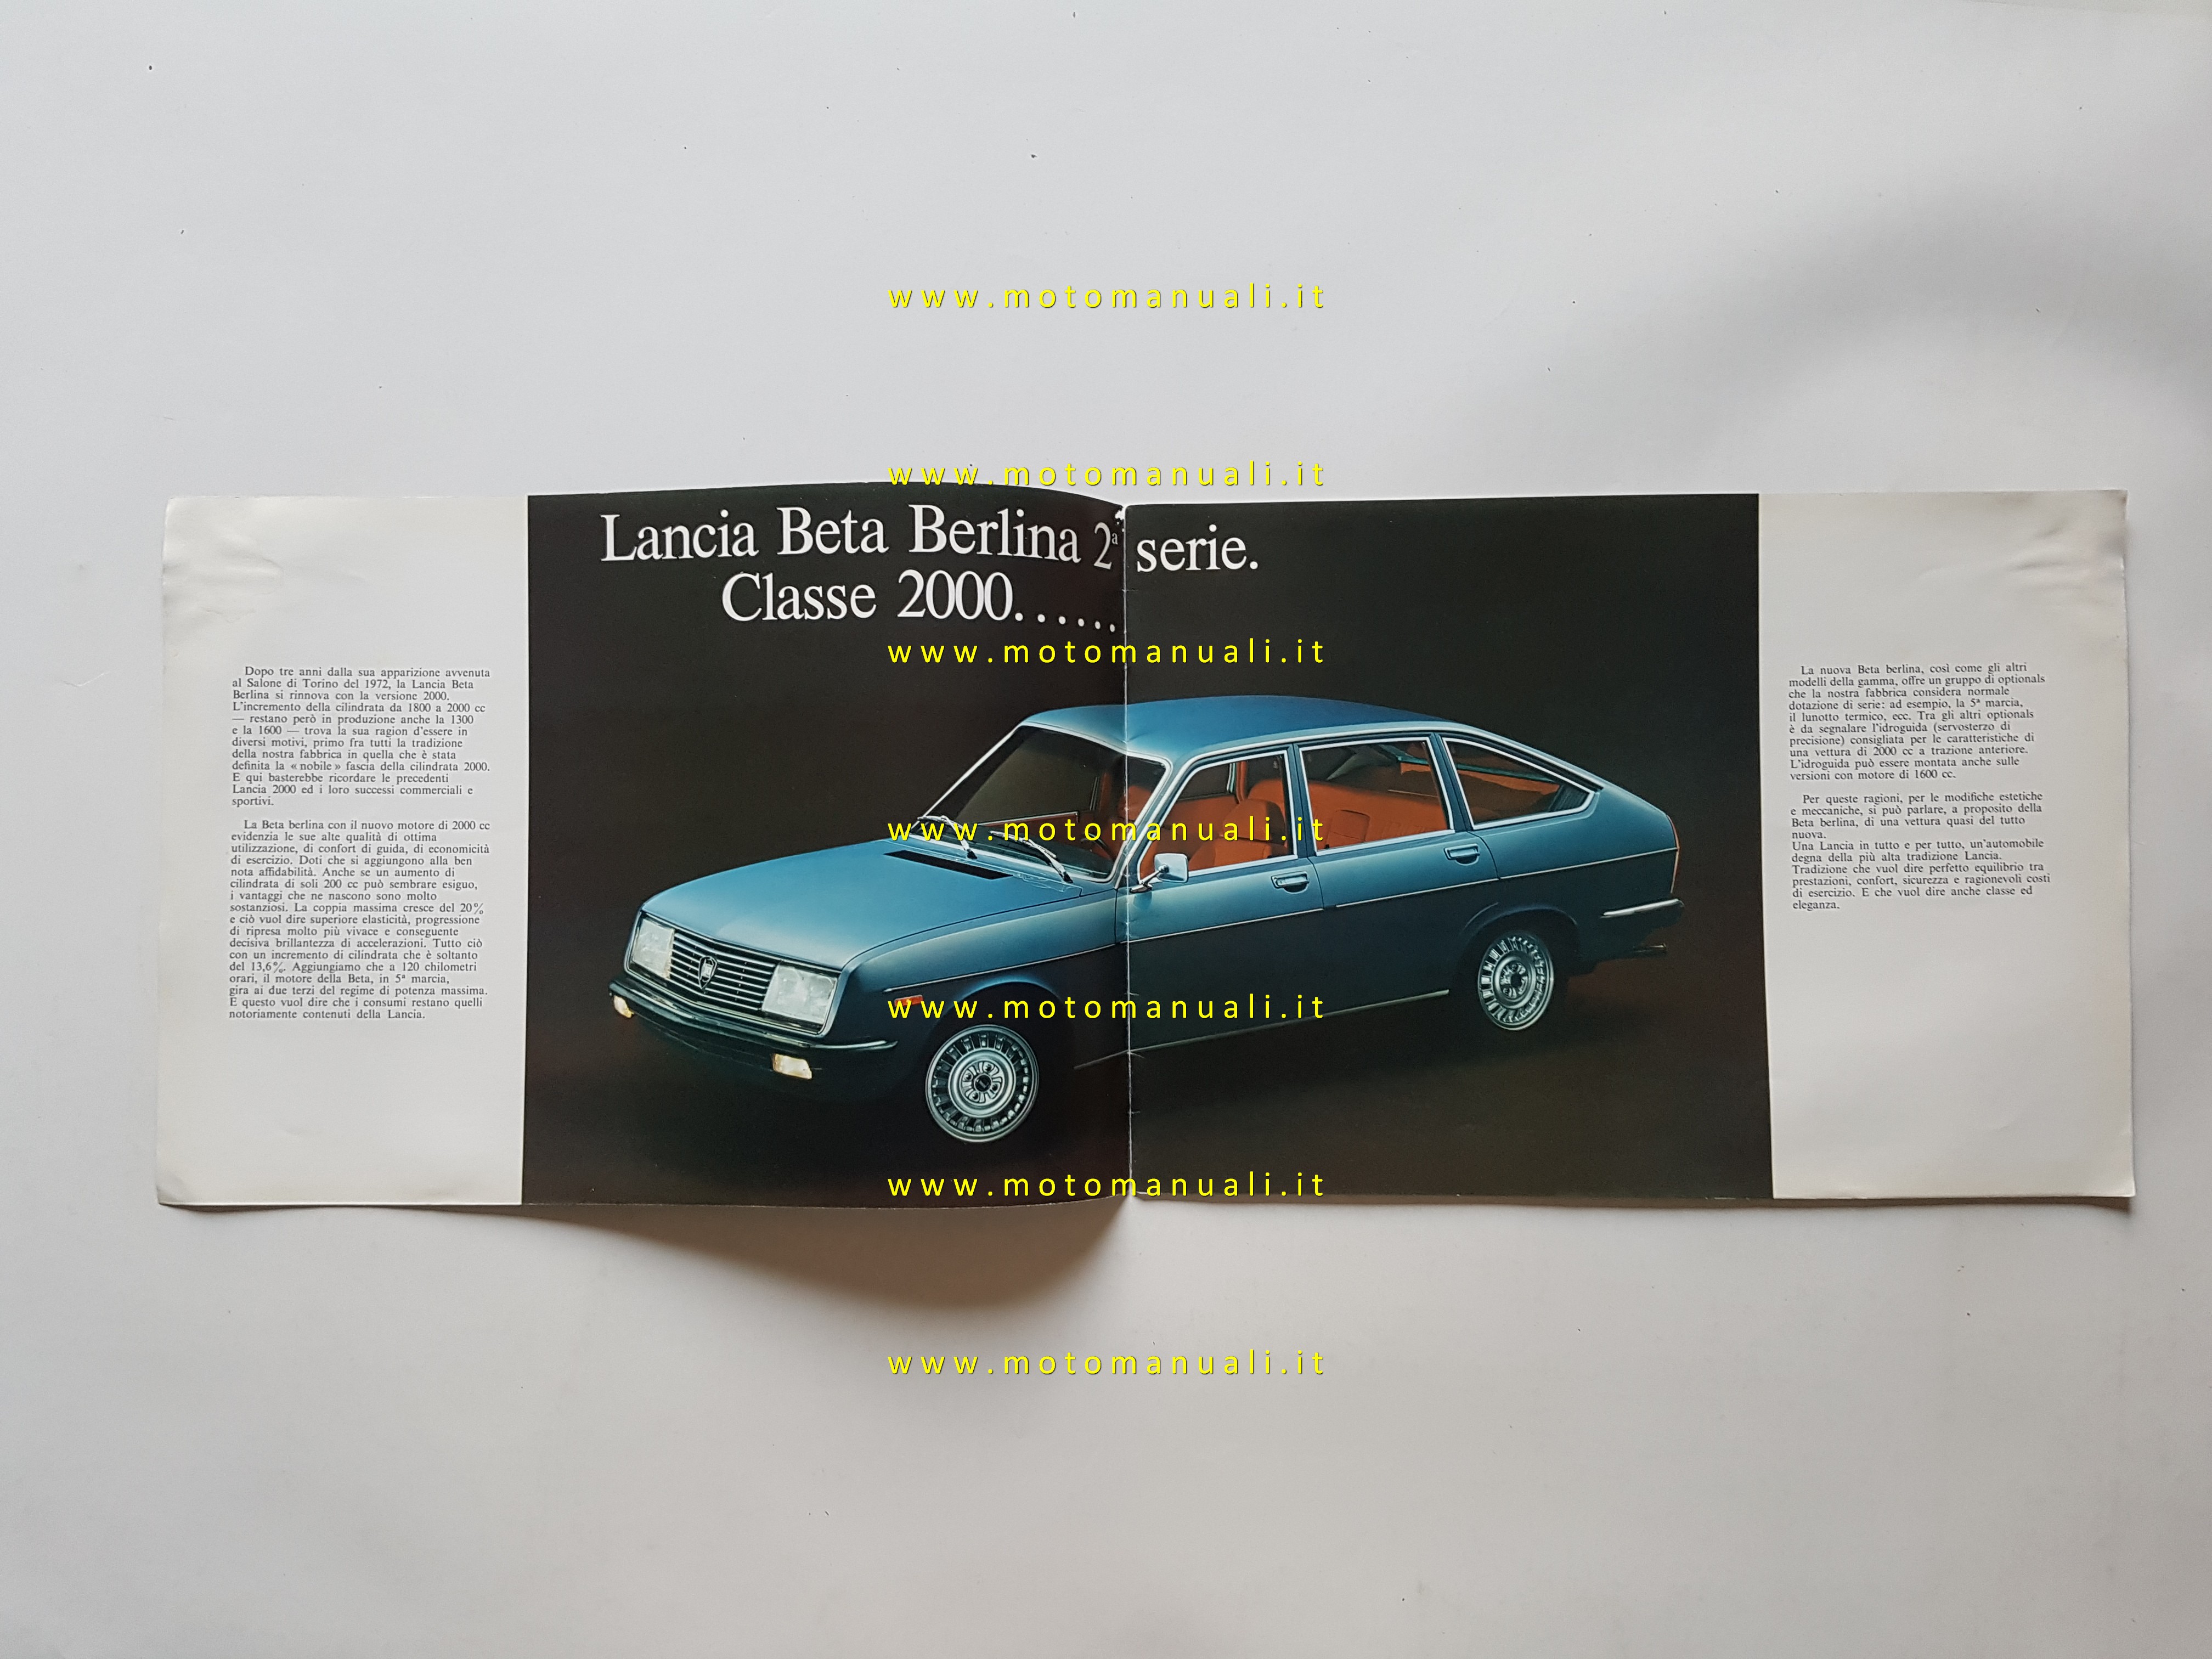 www.motomanuali.it
www.motomanuali.it
Lancia Beta Berlina 2ª serie.
Classe 2000......
www.motomanuali.it
Dopo tre anni dalla sua apparizione avvenuta
al Salone di Torino del 1972, la Lancia Beta
Berlina si rinnova con la versione 2000.
L'incremento della cilindrata da 1800 a 2000 cc
— restano però in produzione anche la 1300
e la 1600 — trova la sua ragion d'essere in
diversi motivi, primo fra tutti la tradizione
della nostra fabbrica in quella che è stata
definita la «nobile» fascia della cilindrata 2000.
E qui basterebbe ricordare le precedenti
Lancia 2000 ed i loro successi commerciali e
sportivi.
La Beta berlina con il nuovo motore di 2000 cc
evidenzia le sue alte qualità di ottima
utilizzazione, di confort di guida, di economicità
di esercizio. Doti che si aggiungono alla ben
nota affidabilità. Anche se un aumento di
cilindrata di soli 200 cc può sembrare esiguo,
i vantaggi che ne nascono sono molto
sostanziosi. La coppia massima cresce del 20%
e ciò vuol dire superiore elasticità, progressione
di ripresa molto più vivace e conseguente
decisiva brillantezza di accelerazioni. Tutto ciò
con un incremento di cilindrata che è soltanto
del 13,6%. Aggiungiamo che a 120 chilometri
orari, il motore della Beta, in 5ª marcia,
gira ai due terzi del regime di potenza massima.
E questo vuol dire che i consumi restano quelli
notoriamente contenuti della Lancia.
La nuova Beta berlina, così come gli altri
modelli della gamma, offre un gruppo di optionals
che la nostra fabbrica considera normale
dotazione di serie: ad esempio, la 5ª marcia,
il lunotto termico, ecc. Tra gli altri optionals
è da segnalare l'idroguida (servosterzo di
precisione) consigliata per le caratteristiche di
una vettura di 2000 cc a trazione anteriore.
L'idroguida può essere montata anche sulle
versioni con motore di 1600 cc.
Per queste ragioni, per le modifiche estetiche
e meccaniche, si può parlare, a proposito della
Beta berlina, di una vettura quasi del tutto
nuova.
Una Lancia in tutto e per tutto, un'automobile
degna della più alta tradizione Lancia.
Tradizione che vuol dire perfetto equilibrio tra
prestazioni, confort, sicurezza e ragionevoli costi
di esercizio. E che vuol dire anche classe ed
eleganza.
www.motomanuali.it
www.motomanuali.it
www.motomanuali.it
www.motomanuali.it